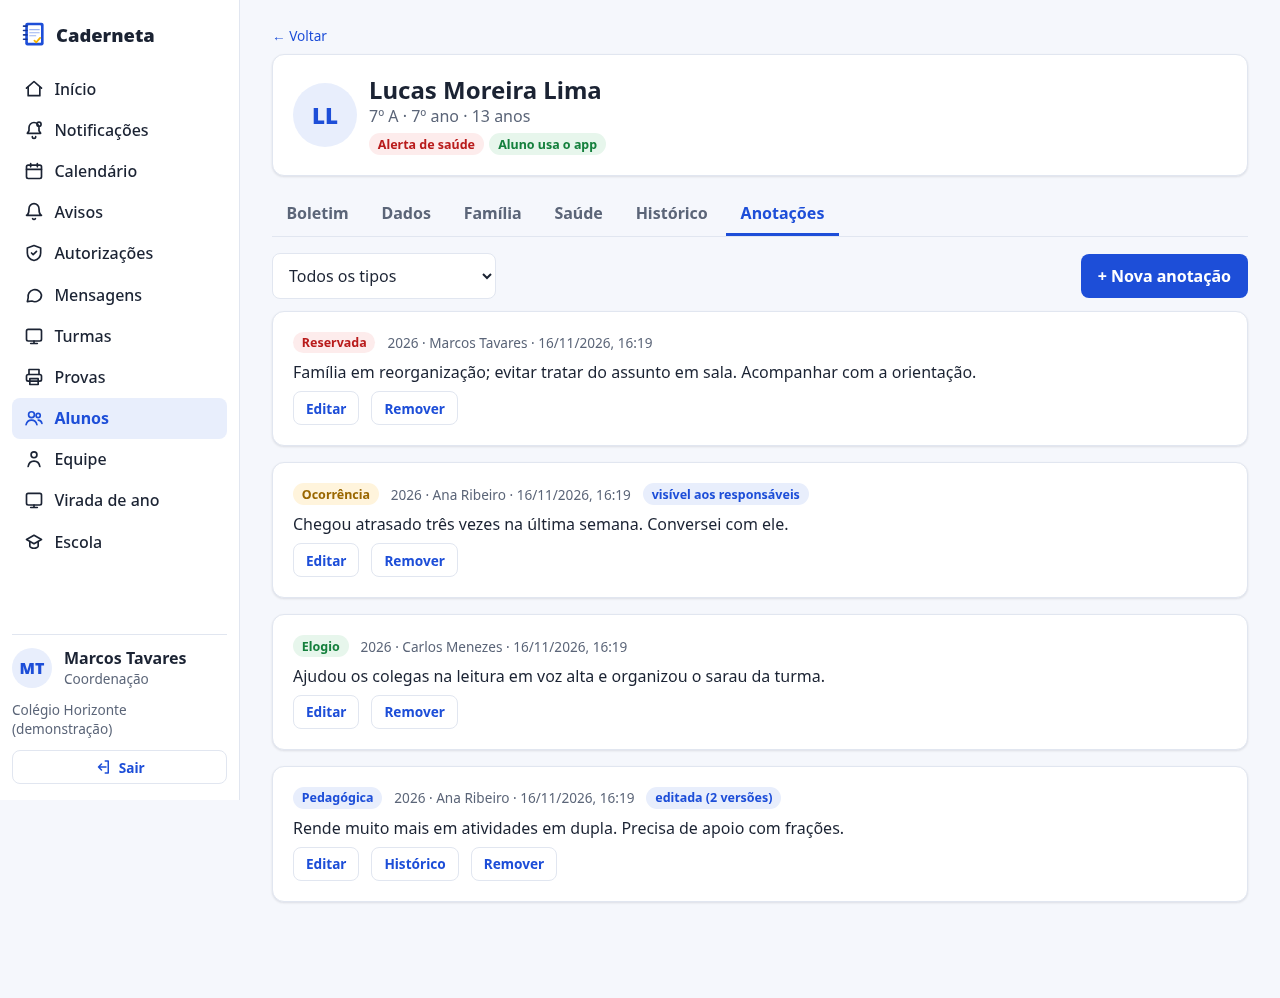 Caderneta
Início
Notificações
Calendário
Avisos
Autorizações
Mensagens
Turmas
Provas
Alunos
Equipe
Virada de ano
Escola
MT
Marcos Tavares
Coordenação
Colégio Horizonte
(demonstração)
Sair
← Voltar
LL
Lucas Moreira Lima
7º A · 7º ano · 13 anos
Alerta de saúde Aluno usa o app
Boletim Dados Família Saúde Histórico Anotações
Todos os tipos + Nova anotação
Reservada 2026 · Marcos Tavares · 16/11/2026, 16:19
Família em reorganização; evitar tratar do assunto em sala. Acompanhar com a orientação.
Editar Remover
Ocorrência 2026 · Ana Ribeiro · 16/11/2026, 16:19 visível aos responsáveis
Chegou atrasado três vezes na última semana. Conversei com ele.
Editar Remover
Elogio 2026 · Carlos Menezes · 16/11/2026, 16:19
Ajudou os colegas na leitura em voz alta e organizou o sarau da turma.
Editar Remover
Pedagógica 2026 · Ana Ribeiro · 16/11/2026, 16:19 editada (2 versões)
Rende muito mais em atividades em dupla. Precisa de apoio com frações.
Editar Histórico Remover